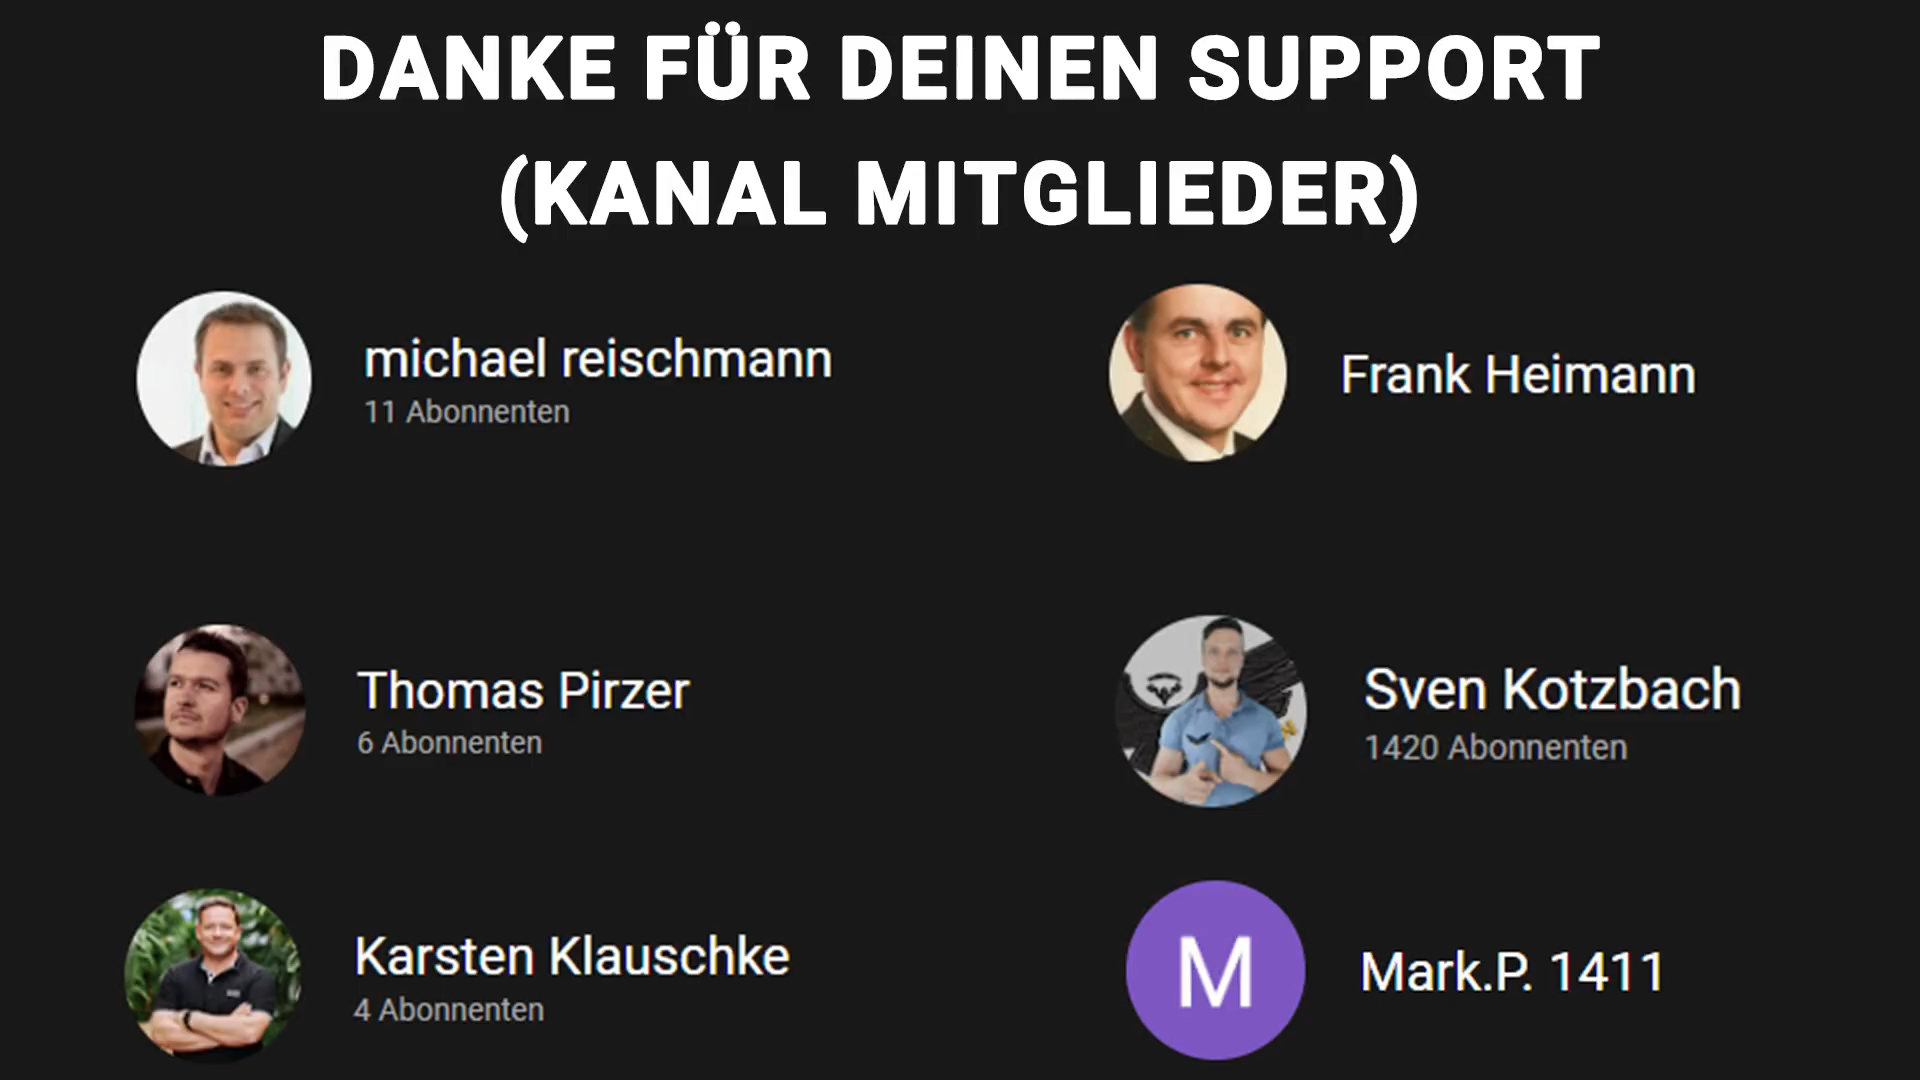 DANKE FÜR DEINEN SUPPORT
(KANAL MITGLIEDER)
michael reischmann
11 Abonnenten
Frank Heimann
Thomas Pirzer
6 Abonnenten
Sven Kotzbach
1420 Abonnenten
Karsten Klauschke
4 Abonnenten
M
Mark.P. 1411